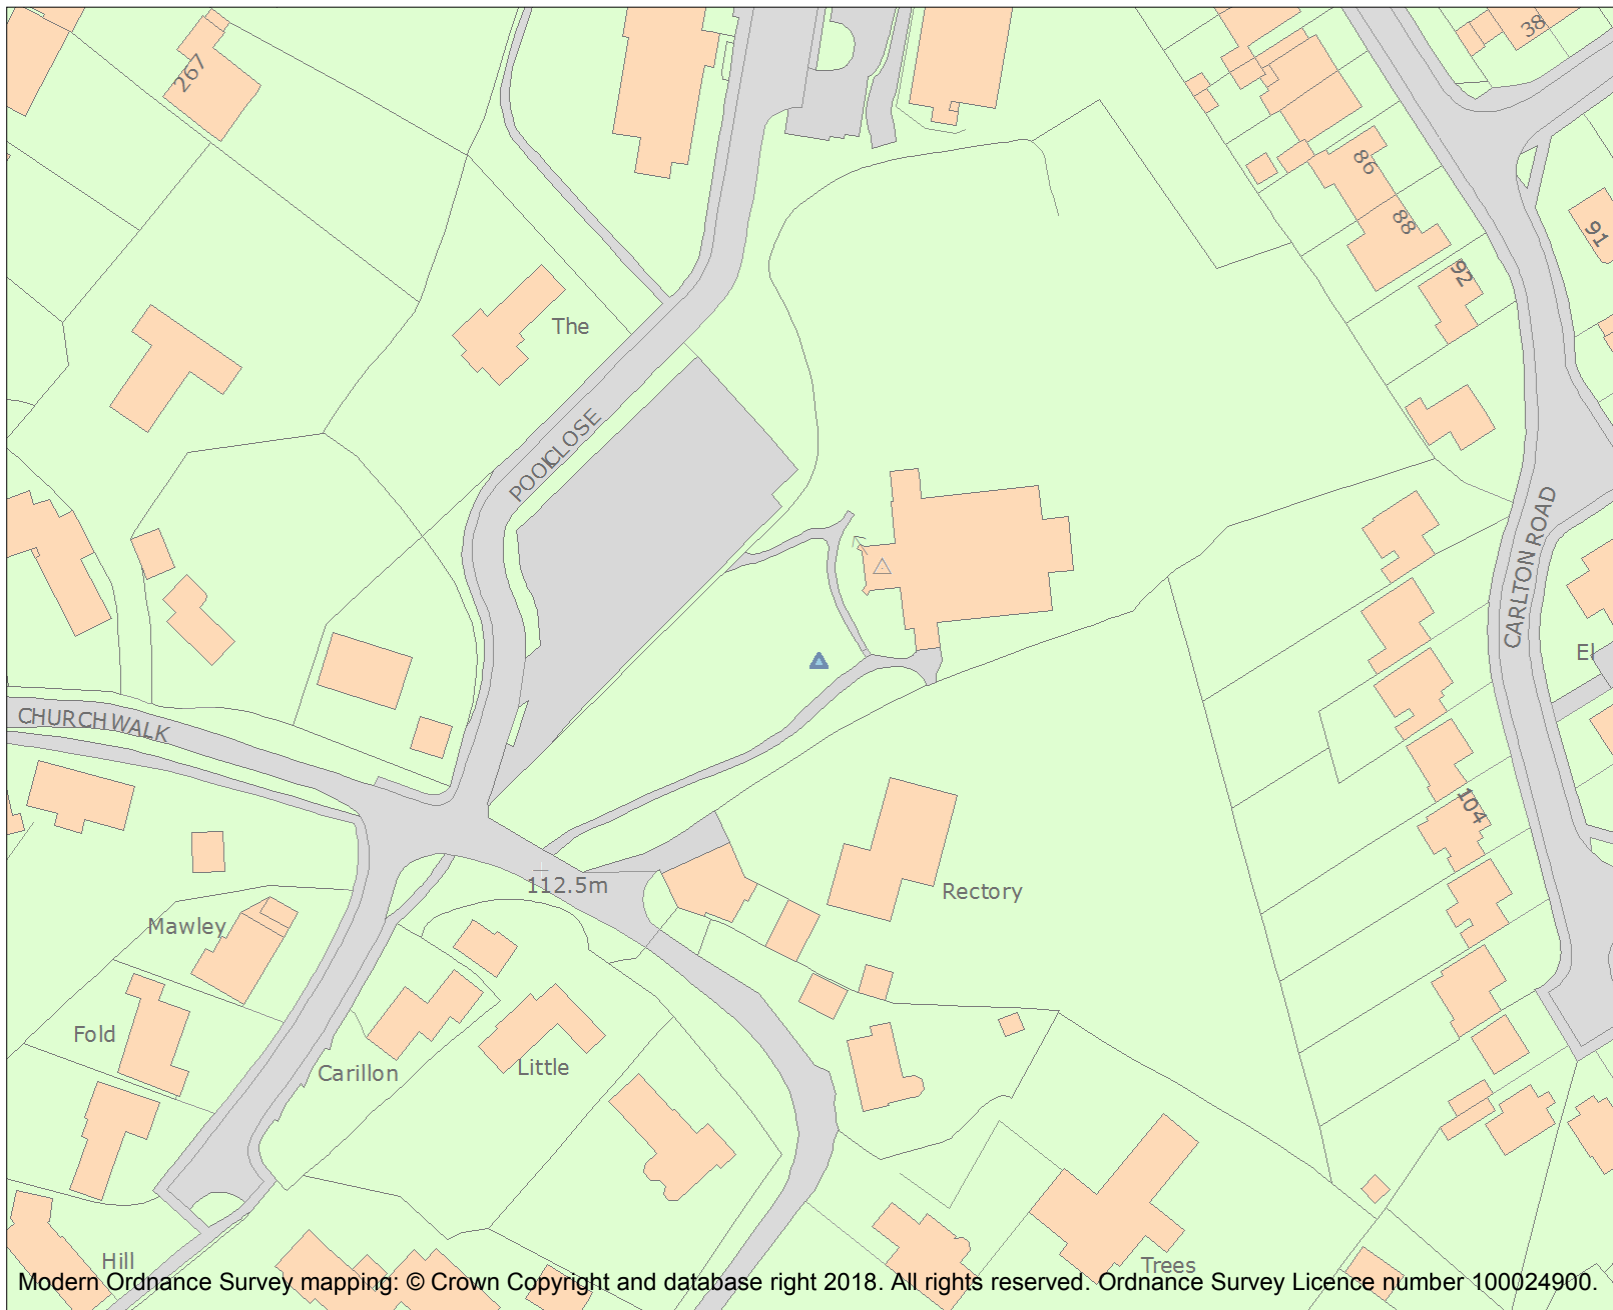 38
267
86
88
91
92
The
POOK CLOSE
CARLTON ROAD
El
CHURCH WALK
104
112.5m
Rectory
Mawley
Fold
Carillon
Little
Hill
Trees
Modern Ordnance Survey mapping: © Crown Copyright and database right 2018. All rights reserved. Ordnance Survey Licence number 100024900.